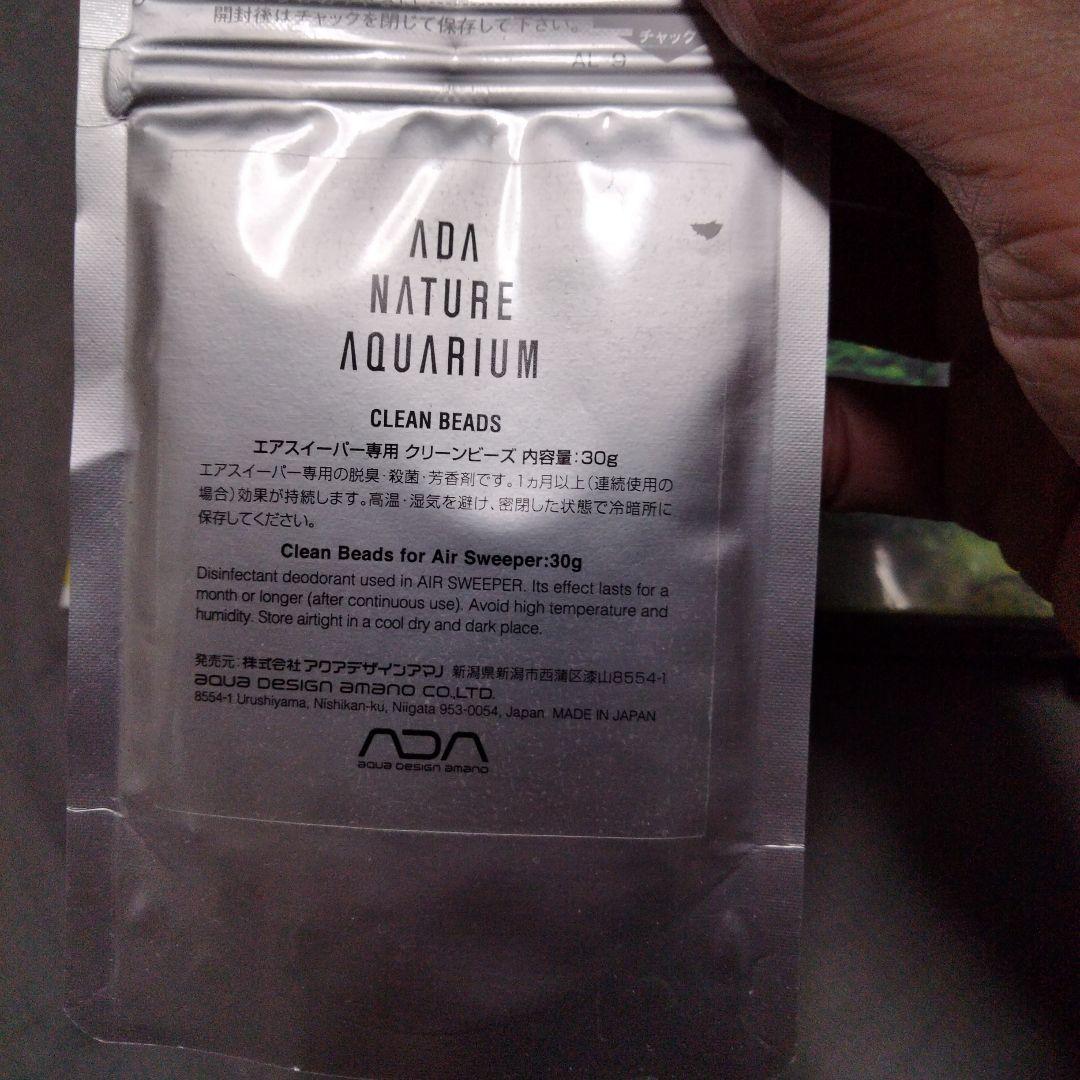 開封後はチャックを閉じて保存して下さい。
チャック
AL 9
ADA
NATURE
AQUARIUM
CLEAN BEADS
エアスイーパー専用 クリーンビーズ 内容量:30g
エアスイーパー専用の脱臭・殺菌・芳香剤です。1ヵ月以上(連続使用の
場合)効果が持続します。高温・湿気を避け、密閉した状態で冷暗所に
保存してください。
Clean Beads for Air Sweeper:30g
Disinfectant deodorant used in AIR SWEEPER. Its effect lasts for a
month or longer (after continuous use). Avoid high temperature and
humidity. Store airtight in a cool dry and dark place.
発売元:株式会社アクアデザインアマノ 新潟県新潟市西蒲区漆山8554-1
aqua DESIGN amano CO.,LTD.
8554-1 Urushiyama, Nishikan-ku, Niigata 953-0054, Japan MADE IN JAPAN
ADA
aqua DESIGN amano